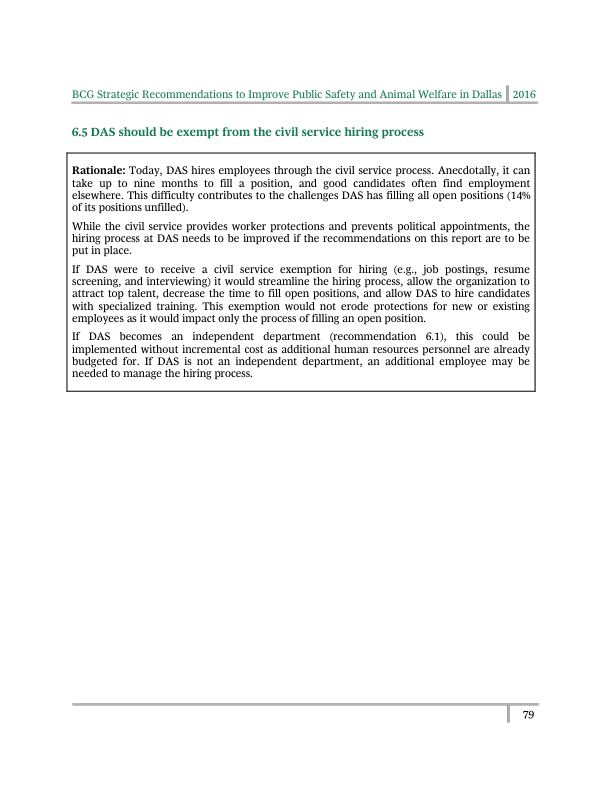 BCG Strategic Recommendations to Improve Public Safety and Animal Welfare in Dallas 2016
6.5 DAS should be exempt from the civil service hiring process
Rationale: Today, DAS hires employees through the civil service process. Anecdotally, it can
take up to nine months to fill a position, and good candidates often find employment
elsewhere. This difficulty contributes to the challenges DAS has filling all open positions (14%
of its positions unfilled).
While the civil service provides worker protections and prevents political appointments, the
hiring process at DAS needs to be improved if the recommendations on this report are to be
put in place.
If DAS were to receive a civil service exemption for hiring (e.g., job postings, resume
screening, and interviewing) it would streamline the hiring process, allow the organization to
attract top talent, decrease the time to fill open positions, and allow DAS to hire candidates
with specialized training. This exemption would not erode protections for new or existing
employees as it would impact only the process of filling an open position.
If DAS becomes an independent department (recommendation 6.1), this could be
implemented without incremental cost as additional human resources personnel are already
budgeted for. If DAS is not an independent department, an additional employee may be
needed to manage the hiring process.
79